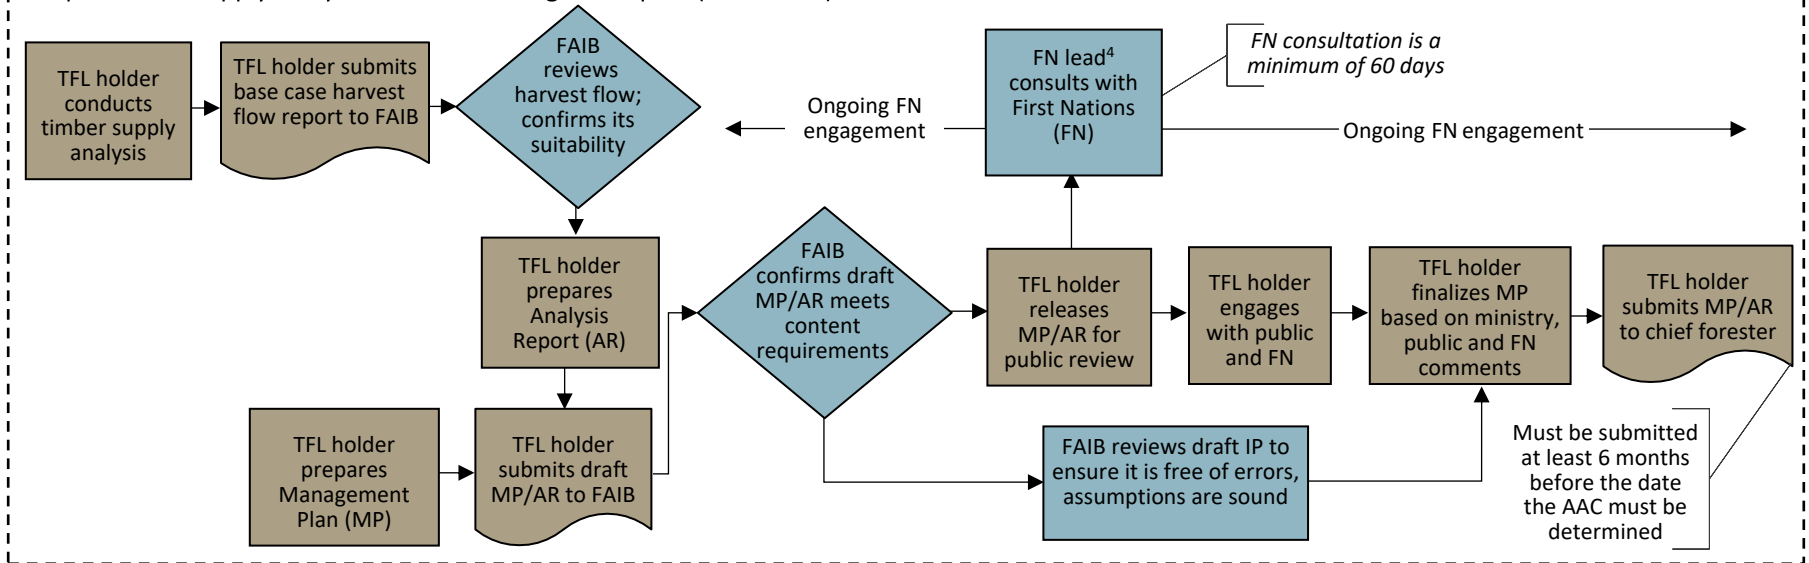 TFL holder
conducts
timber supply
analysis
TFL holder submits
base case harvest
flow report to FAIB
FAIB
reviews
harvest flow;
confirms its
suitability
Ongoing FN
engagement
FN lead4
consults with
First Nations
(FN)
FN consultation is a
minimum of 60 days
Ongoing FN engagement
TFL holder
prepares
Analysis
Report (AR)
FAIB
confirms draft
MP/AR meets
content
requirements
TFL holder
releases
MP/AR for
public review
TFL holder
engages
with public
and FN
TFL holder
finalizes MP
based on ministry,
public and FN
comments
TFL holder
submits MP/AR
to chief forester
TFL holder
prepares
Management
Plan (MP)
TFL holder
submits draft
MP/AR to FAIB
FAIB reviews draft IP to
ensure it is free of errors,
assumptions are sound
Must be submitted
at least 6 months
before the date
the AAC must be
determined